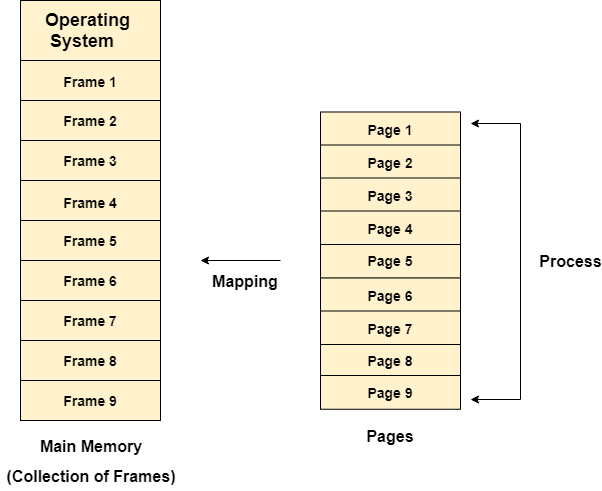 Operating
System
Frame 1
Frame 2
Frame 3
Frame 4
Frame 5
Frame 6
Frame 7
Frame 8
Frame 9
Main Memory
(Collection of Frames)
Mapping
Page 1
Page 2
Page 3
Page 4
Page 5
Page 6
Page 7
Page 8
Page 9
Pages
Process